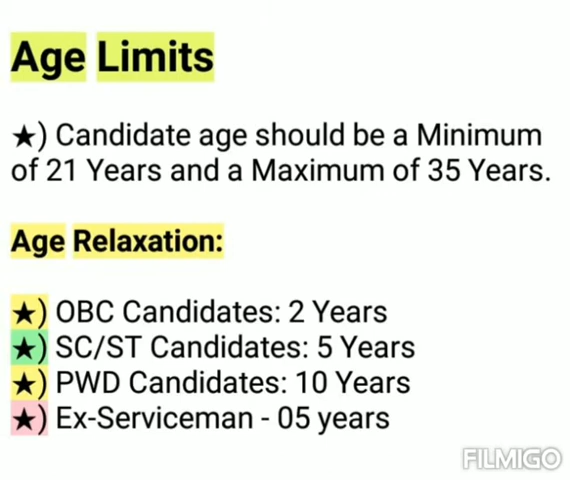 Age Limits
★) Candidate age should be a Minimum
of 21 Years and a Maximum of 35 Years.
Age Relaxation:
★) OBC Candidates: 2 Years
★) SC/ST Candidates: 5 Years
★) PWD Candidates: 10 Years
★) Ex-Serviceman - 05 years
FILMIGO